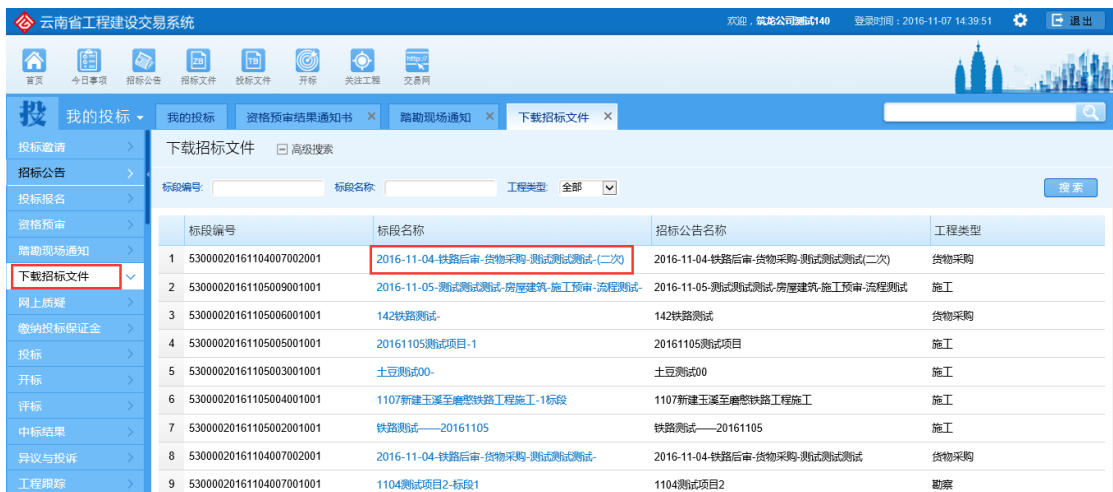 云南省工程建设交易系统 欢迎，筑龙公司测试140 登录时间：2016-11-07 14:39:51 退出
首页 今日事项 招标公告 招标文件 投标文件 开标 关注工程 交易网
ZB TB http://
投 我的投标 我的投标 资格预审结果通知书 × 踏勘现场通知 × 下载招标文件 ×
投标邀请
招标公告
投标报名
资格预审
踏勘现场通知
下载招标文件
网上质疑
缴纳投标保证金
投标
开标
评标
中标结果
异议与投诉
工程跟踪
下载招标文件 高级搜索
标段编号: 标段名称: 工程类型: 全部 搜索
标段编号 标段名称 招标公告名称 工程类型
1 53000020161104007002001 2016-11-04-铁路后审-货物采购-测试测试测试-(二次) 2016-11-04-铁路后审-货物采购-测试测试测试(二次) 货物采购
2 53000020161105009001001 2016-11-05-测试测试测试-房屋建筑-施工预审-流程测试- 2016-11-05-测试测试测试-房屋建筑-施工预审-流程测试 施工
3 53000020161105006001001 142铁路测试- 142铁路测试 货物采购
4 53000020161105005001001 20161105测试项目-1 20161105测试项目 施工
5 53000020161105003001001 土豆测试00- 土豆测试00 施工
6 53000020161105004001001 1107新建玉溪至磨憨铁路工程施工-1标段 1107新建玉溪至磨憨铁路工程施工 施工
7 53000020161105002001001 铁路测试——20161105 铁路测试——20161105 施工
8 53000020161104007002001 2016-11-04-铁路后审-货物采购-测试测试测试- 2016-11-04-铁路后审-货物采购-测试测试测试 货物采购
9 53000020161104007001001 1104测试项目2-标段1 1104测试项目2 勘察